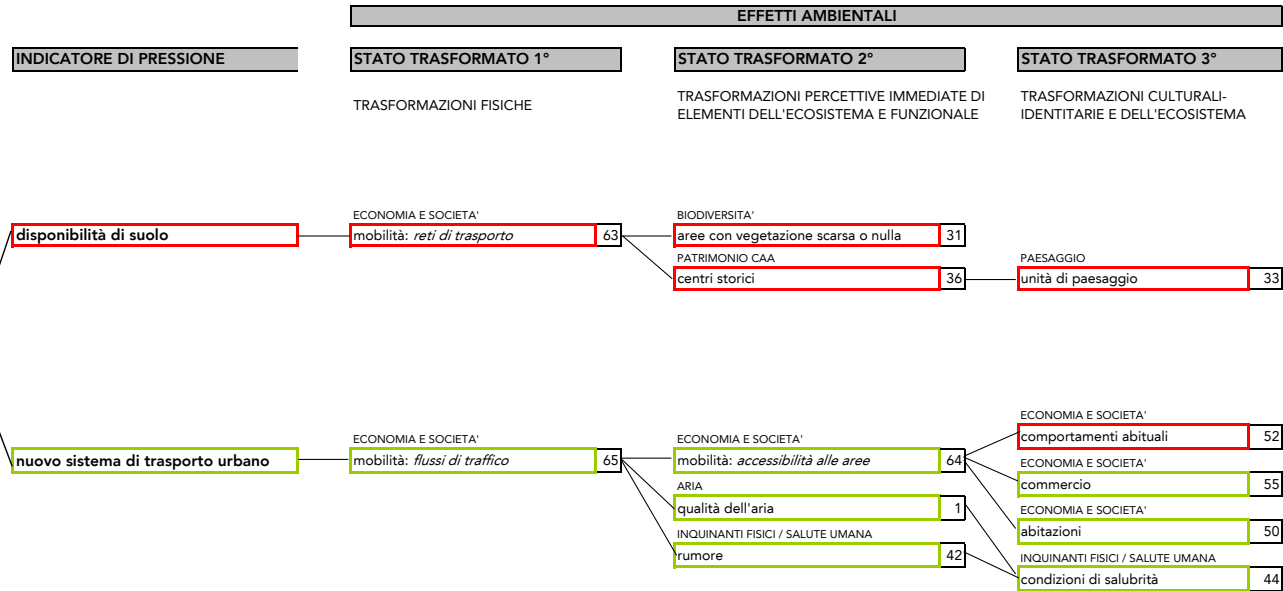 EFFETTI AMBIENTALI
INDICATORE DI PRESSIONE
STATO TRASFORMATO 1°
STATO TRASFORMATO 2°
STATO TRASFORMATO 3°
TRASFORMAZIONI FISICHE
TRASFORMAZIONI PERCETTIVE IMMEDIATE DI
ELEMENTI DELL'ECOSISTEMA E FUNZIONALE
TRASFORMAZIONI CULTURALI-
IDENTITARIE E DELL'ECOSISTEMA
disponibilità di suolo
ECONOMIA E SOCIETA'
mobilità: reti di trasporto 63
BIODIVERSITA'
aree con vegetazione scarsa o nulla 31
PATRIMONIO CAA
centri storici 36
PAESAGGIO
unità di paesaggio 33
nuovo sistema di trasporto urbano
ECONOMIA E SOCIETA'
mobilità: flussi di traffico 65
ECONOMIA E SOCIETA'
mobilità: accessibilità alle aree 64
ARIA
qualità dell'aria 1
INQUINANTI FISICI / SALUTE UMANA
rumore 42
ECONOMIA E SOCIETA'
comportamenti abituali 52
ECONOMIA E SOCIETA'
commercio 55
ECONOMIA E SOCIETA'
abitazioni 50
INQUINANTI FISICI / SALUTE UMANA
condizioni di salubrità 44